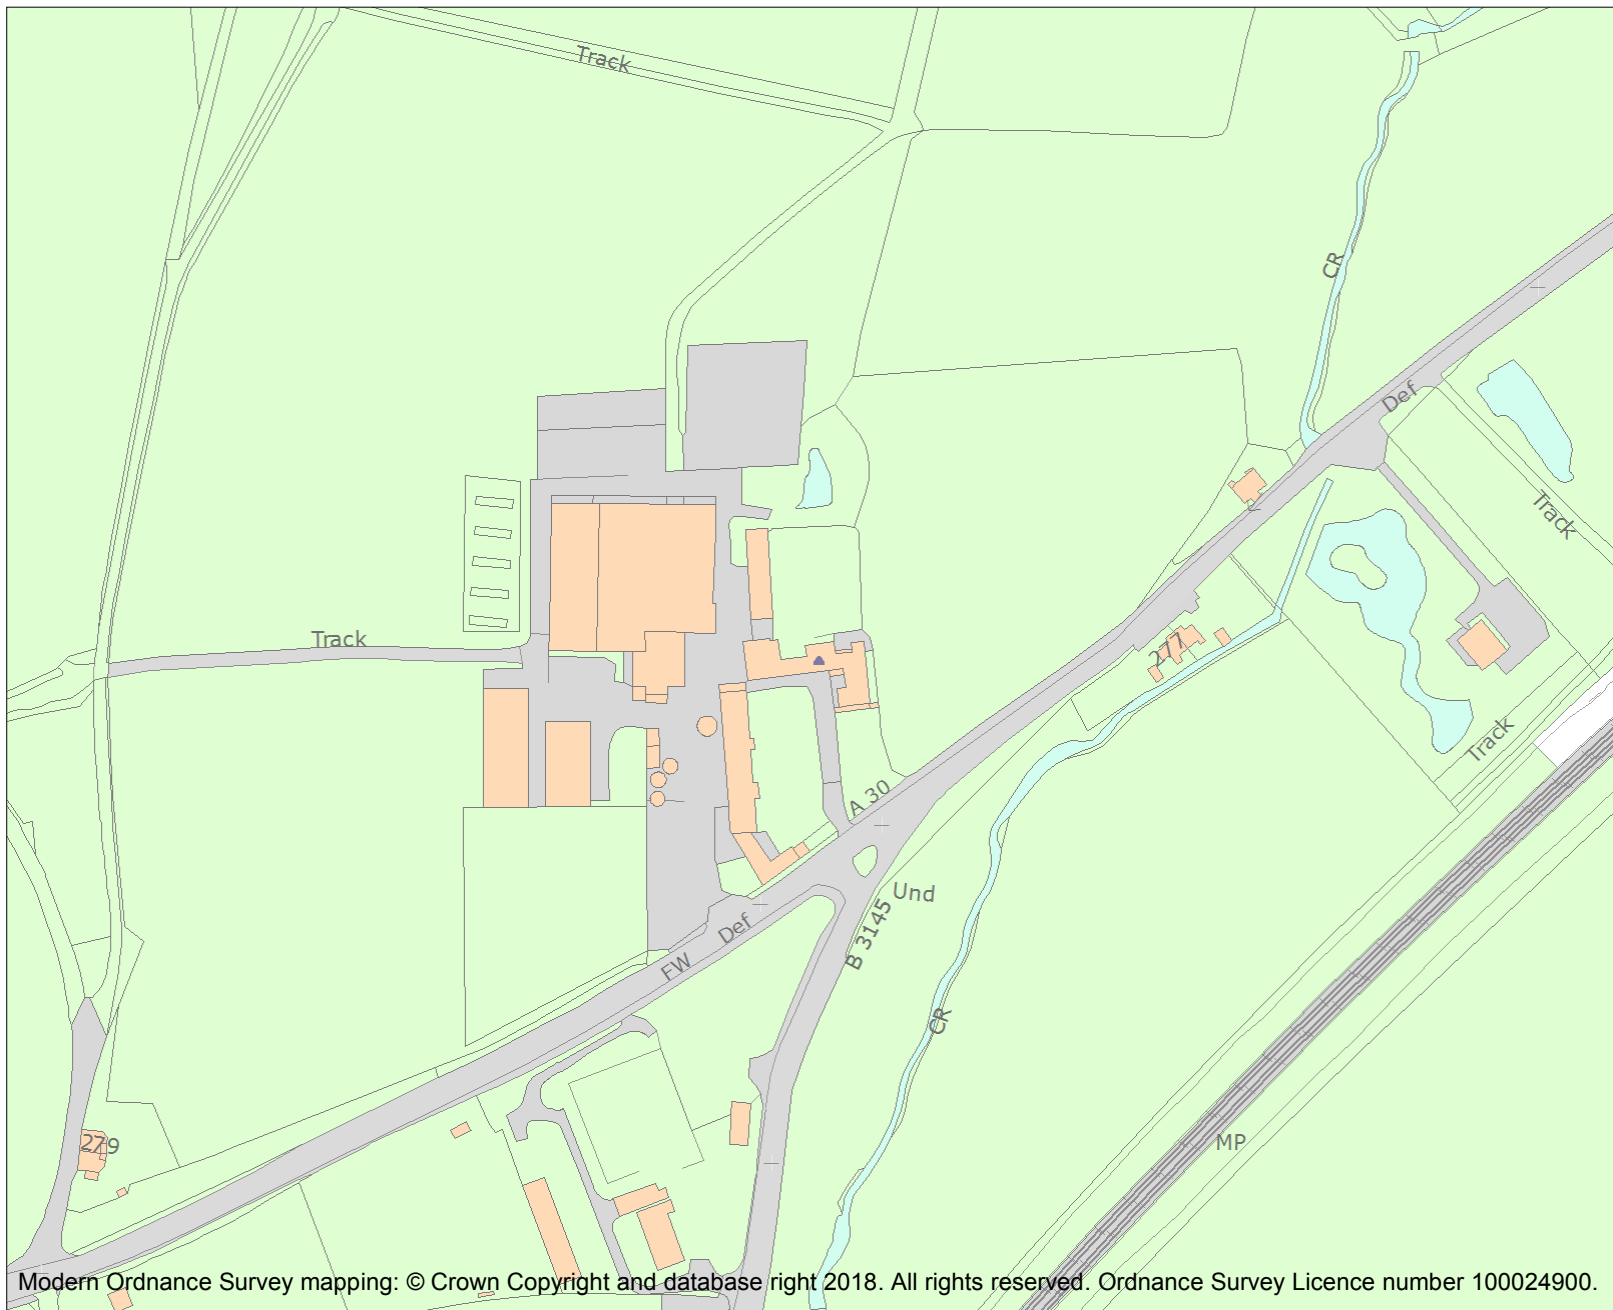 Track
CR
Def
Track
Track
277
Track
A 30
Und
B 3145
Def
FW
CR
279
MP
Modern Ordnance Survey mapping: © Crown Copyright and database right 2018. All rights reserved. Ordnance Survey Licence number 100024900.